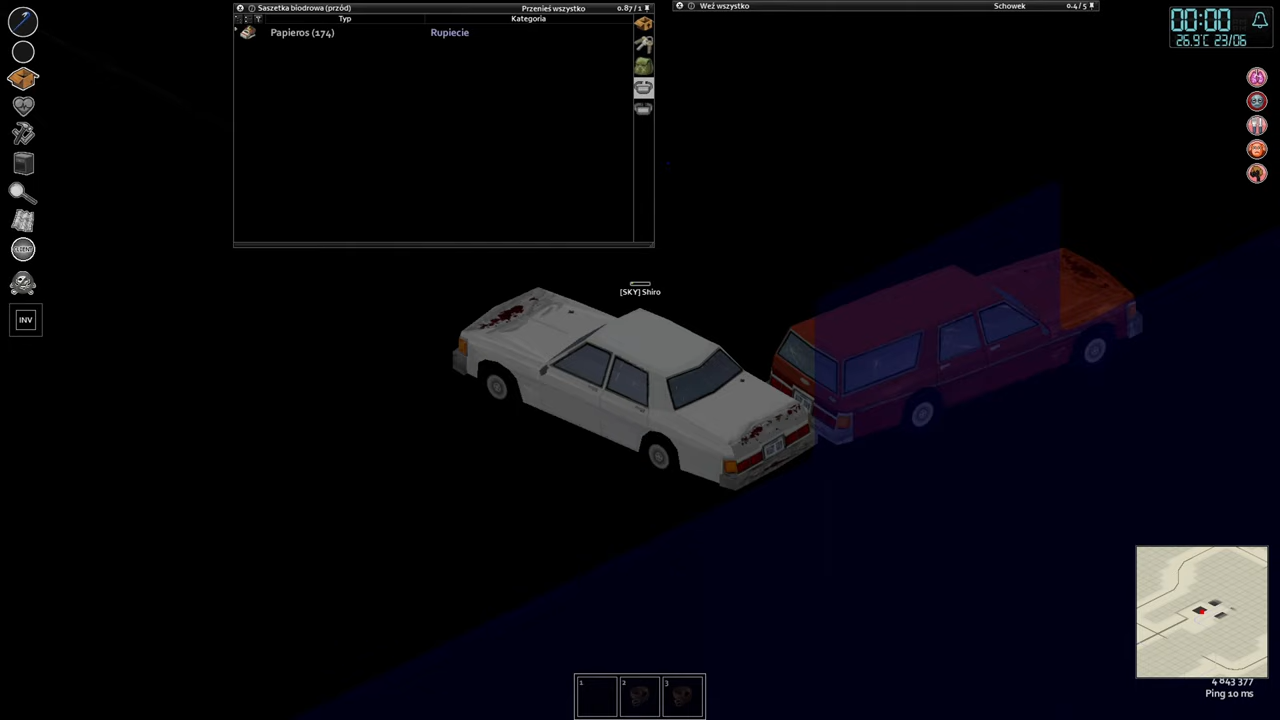 Saszetka biodrowa (przód) Przenieś wszystko 0.87 / 1
Typ Kategoria
Papieros (174) Rupiecie
Weź wszystko Schowek 0.4 / 5
00:00
26.9°C 23/06
[SKY] Shiro
CLIENT
INV
1 2 3
4 843 377
Ping 10 ms